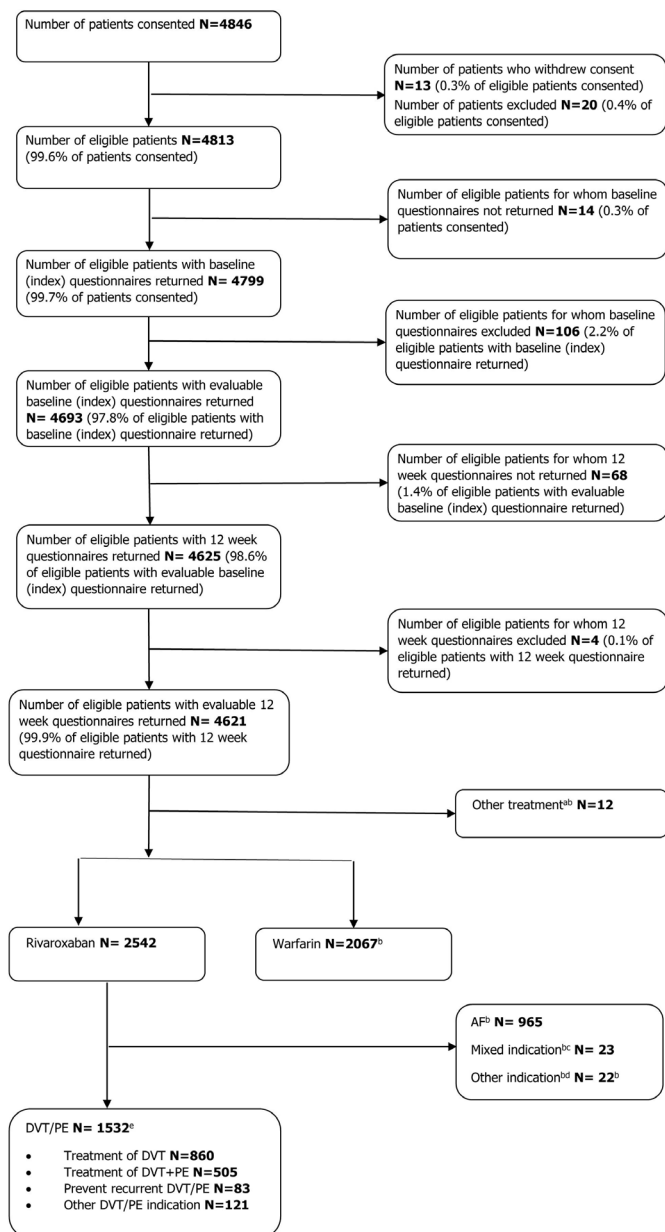 Number of patients consented N=4846
Number of patients who withdrew consent
N=13 (0.3% of eligible patients consented)
Number of patients excluded N=20 (0.4% of
eligible patients consented)
Number of eligible patients N=4813
(99.6% of patients consented)
Number of eligible patients for whom baseline
questionnaires not returned N=14 (0.3% of
patients consented)
Number of eligible patients with baseline
(index) questionnaires returned N= 4799
(99.7% of patients consented)
Number of eligible patients for whom baseline
questionnaires excluded N=106 (2.2% of
eligible patients with baseline (index)
questionnaire returned)
Number of eligible patients with evaluable
baseline (index) questionnaires returned
N= 4693 (97.8% of eligible patients with
baseline (index) questionnaire returned)
Number of eligible patients for whom 12
week questionnaires not returned N=68
(1.4% of eligible patients with evaluable
baseline (index) questionnaire returned)
Number of eligible patients with 12 week
questionnaires returned N= 4625 (98.6%
of eligible patients with evaluable baseline
(index) questionnaire returned)
Number of eligible patients for whom 12
week questionnaires excluded N=4 (0.1% of
eligible patients with 12 week questionnaire
returned)
Number of eligible patients with evaluable 12
week questionnaires returned N= 4621
(99.9% of eligible patients with 12 week
questionnaire returned)
Other treatmentᵃᵇ N=12
Rivaroxaban N= 2542
Warfarin N=2067ᵇ
AFᵇ N= 965
Mixed indicationᵇᶜ N= 23
Other indicationᵇᵈ N= 22ᵇ
DVT/PE N= 1532ᵉ
• Treatment of DVT N=860
• Treatment of DVT+PE N=505
• Prevent recurrent DVT/PE N=83
• Other DVT/PE indication N=121